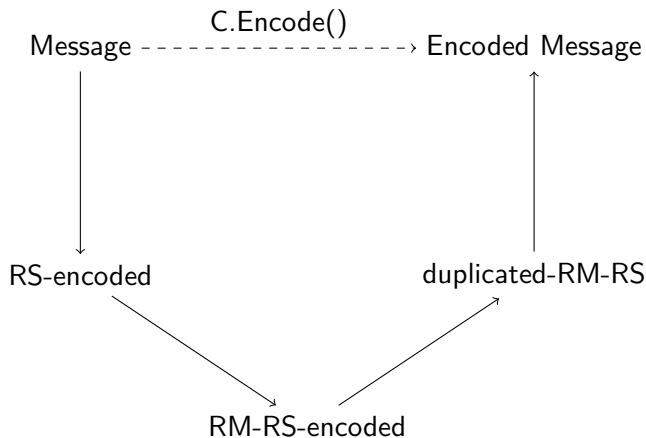 C.Encode()
Message
Encoded Message
RS-encoded
duplicated-RM-RS
RM-RS-encoded